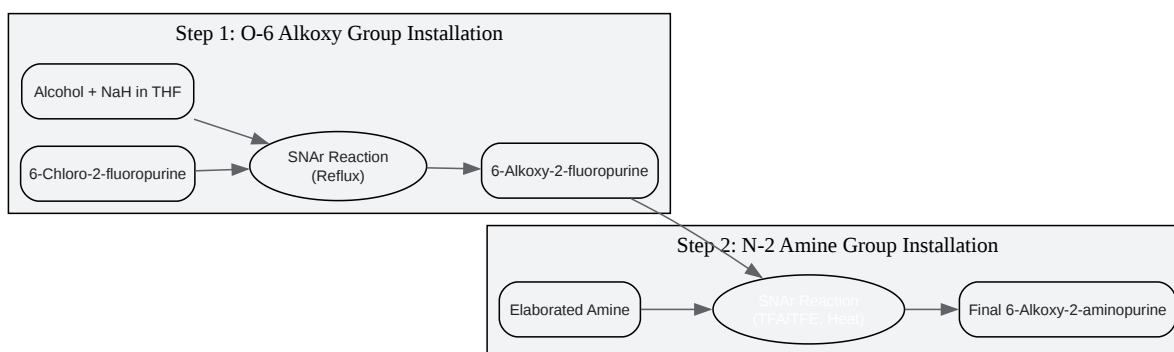 Step 1: O-6 Alkoxy Group Installation
Alcohol + NaH in THF
6-Chloro-2-fluoropurine
SNAr Reaction
(Reflux)
6-Alkoxy-2-fluoropurine
Step 2: N-2 Amine Group Installation
Elaborated Amine
SNAr Reaction
(TFA/TFE, Heat)
Final 6-Alkoxy-2-aminopurine